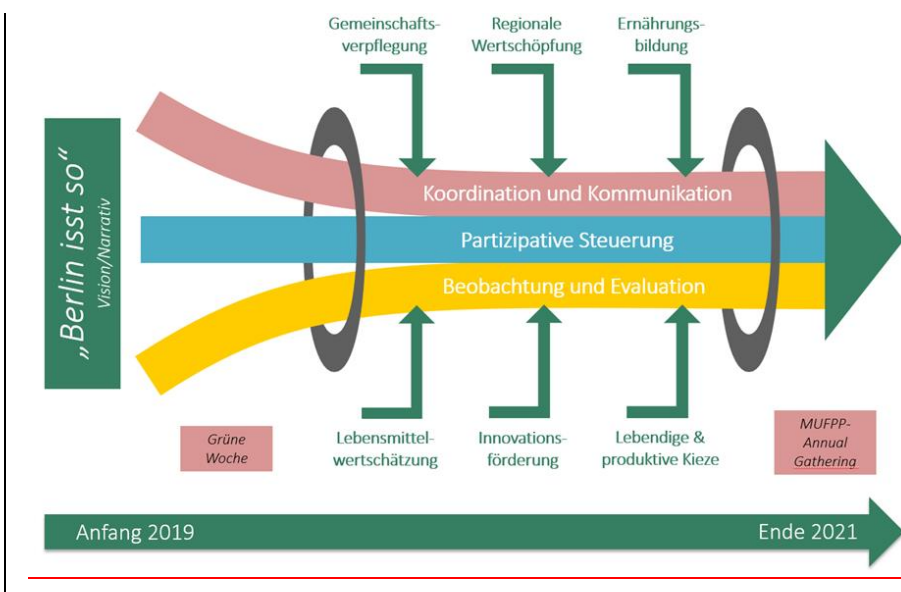 Gemeinschafts-
verpflegung
Regionale
Wertschöpfung
Ernährungs-
bildung
„Berlin isst so“
Vision/Narrativ
Koordination und Kommunikation
Partizipative Steuerung
Beobachtung und Evaluation
Grüne
Woche
Lebensmittel-
wertschätzung
Innovations-
förderung
Lebendige &
produktive Kieze
MUFPP-
Annual
Gathering
Anfang 2019
Ende 2021